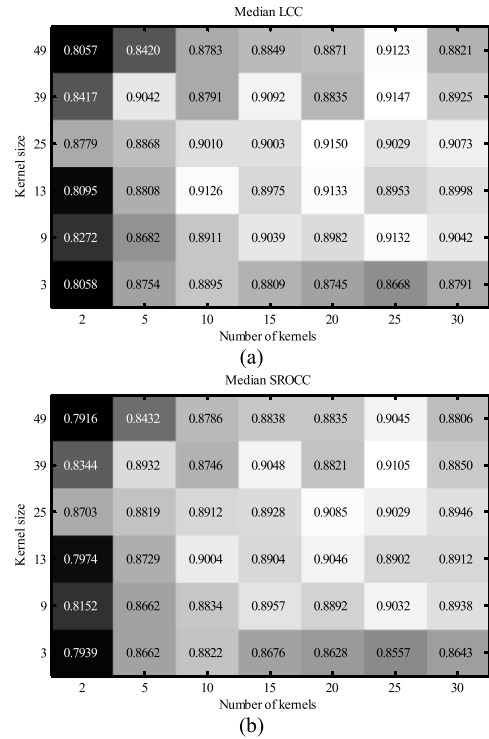 Median LCC
Kernel size
49 0.8057 0.8420 0.8783 0.8849 0.8871 0.9123 0.8821
39 0.8417 0.9042 0.8791 0.9092 0.8835 0.9147 0.8925
25 0.8779 0.8868 0.9010 0.9003 0.9150 0.9029 0.9073
13 0.8095 0.8808 0.9126 0.8975 0.9133 0.8953 0.8998
9 0.8272 0.8682 0.8911 0.9039 0.8982 0.9132 0.9042
3 0.8058 0.8754 0.8895 0.8809 0.8745 0.8668 0.8791
2 5 10 15 20 25 30
Number of kernels
(a)
Median SROCC
Kernel size
49 0.7916 0.8432 0.8786 0.8838 0.8835 0.9045 0.8806
39 0.8344 0.8932 0.8746 0.9048 0.8821 0.9105 0.8850
25 0.8703 0.8819 0.8912 0.8928 0.9085 0.9029 0.8946
13 0.7974 0.8729 0.9004 0.8904 0.9046 0.8902 0.8912
9 0.8152 0.8662 0.8834 0.8957 0.8892 0.9032 0.8938
3 0.7939 0.8662 0.8822 0.8676 0.8628 0.8557 0.8643
2 5 10 15 20 25 30
Number of kernels
(b)